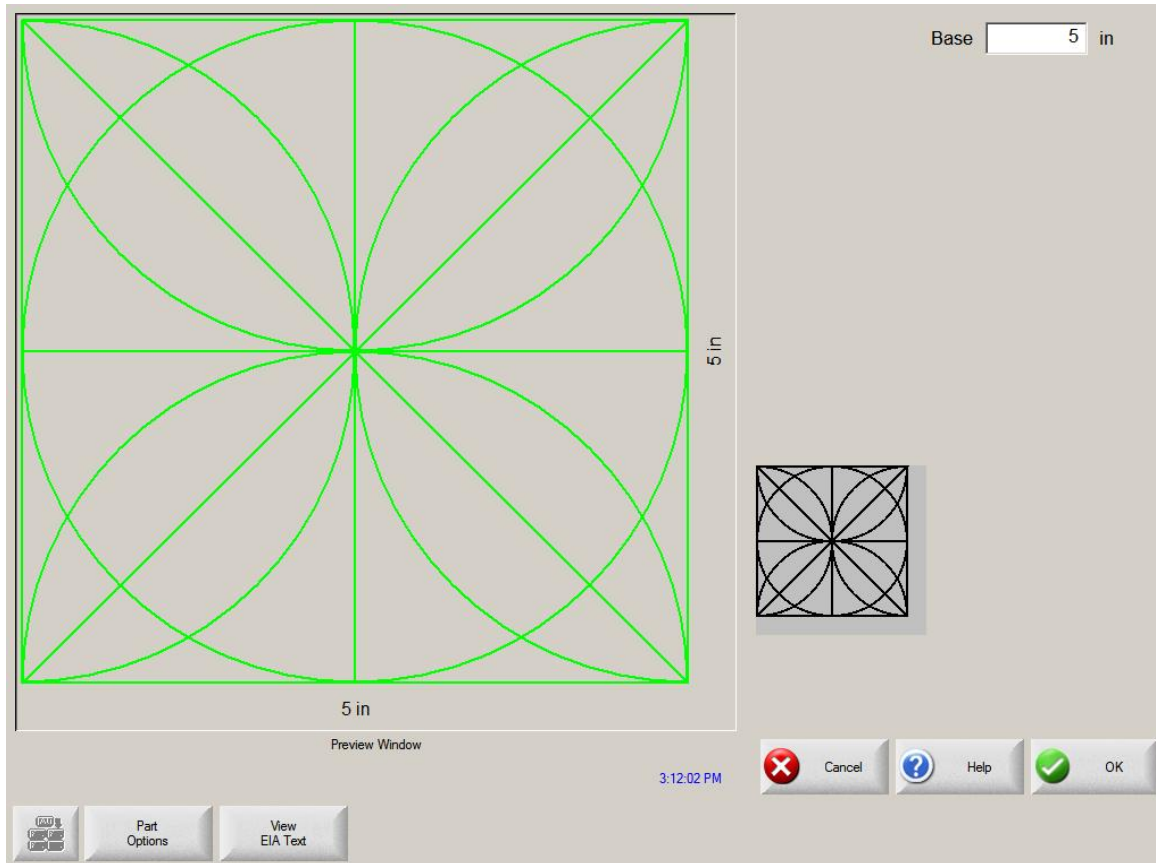 Base 5 in
5 in
5 in
Preview Window
3:12:02 PM
Cancel
Help
OK
Part
Options
View
EIA Text